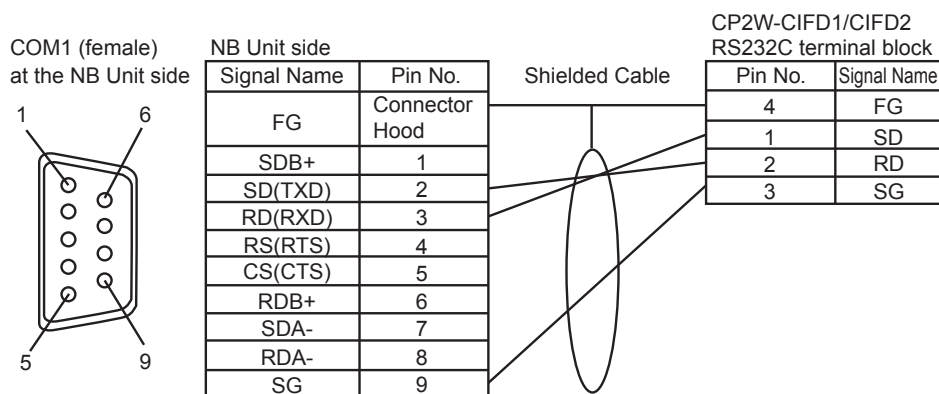 CP2W-CIFD1/CIFD2
COM1 (female)
at the NB Unit side
NB Unit side
RS232C terminal block
Signal Name Pin No. Shielded Cable Pin No. Signal Name
FG Connector Hood 4 FG
1 SD
2 RD
3 SG
SDB+ 1
SD(TXD) 2
RD(RXD) 3
RS(RTS) 4
CS(CTS) 5
RDB+ 6
SDA- 7
RDA- 8
SG 9
1 6
5 9